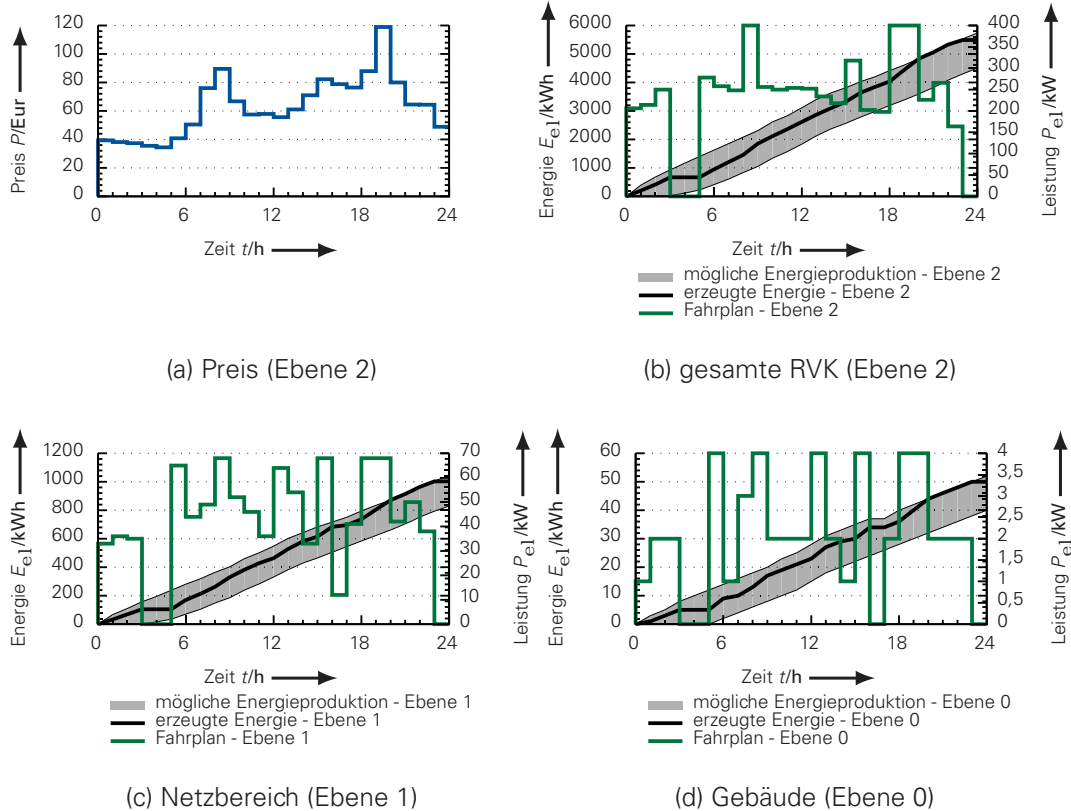 Preis P/Eur
120
100
80
60
40
20
0
0 6 12 18 24
Zeit t/h
(a) Preis (Ebene 2)
Energie E_el/kWh
6000
5000
4000
3000
2000
1000
0
400
350
300
250
200
150
100
50
0
Leistung P_el/kW
0 6 12 18 24
Zeit t/h
mögliche Energieproduktion - Ebene 2
erzeugte Energie - Ebene 2
Fahrplan - Ebene 2
(b) gesamte RVK (Ebene 2)
Energie E_el/kWh
1200
1000
800
600
400
200
0
70
60
50
40
30
20
10
0
Leistung P_el/kW
0 6 12 18 24
Zeit t/h
mögliche Energieproduktion - Ebene 1
erzeugte Energie - Ebene 1
Fahrplan - Ebene 1
(c) Netzbereich (Ebene 1)
Energie E_el/kWh
60
50
40
30
20
10
0
4
3,5
3
2,5
2
1,5
1
0,5
0
Leistung P_el/kW
0 6 12 18 24
Zeit t/h
mögliche Energieproduktion - Ebene 0
erzeugte Energie - Ebene 0
Fahrplan - Ebene 0
(d) Gebäude (Ebene 0)